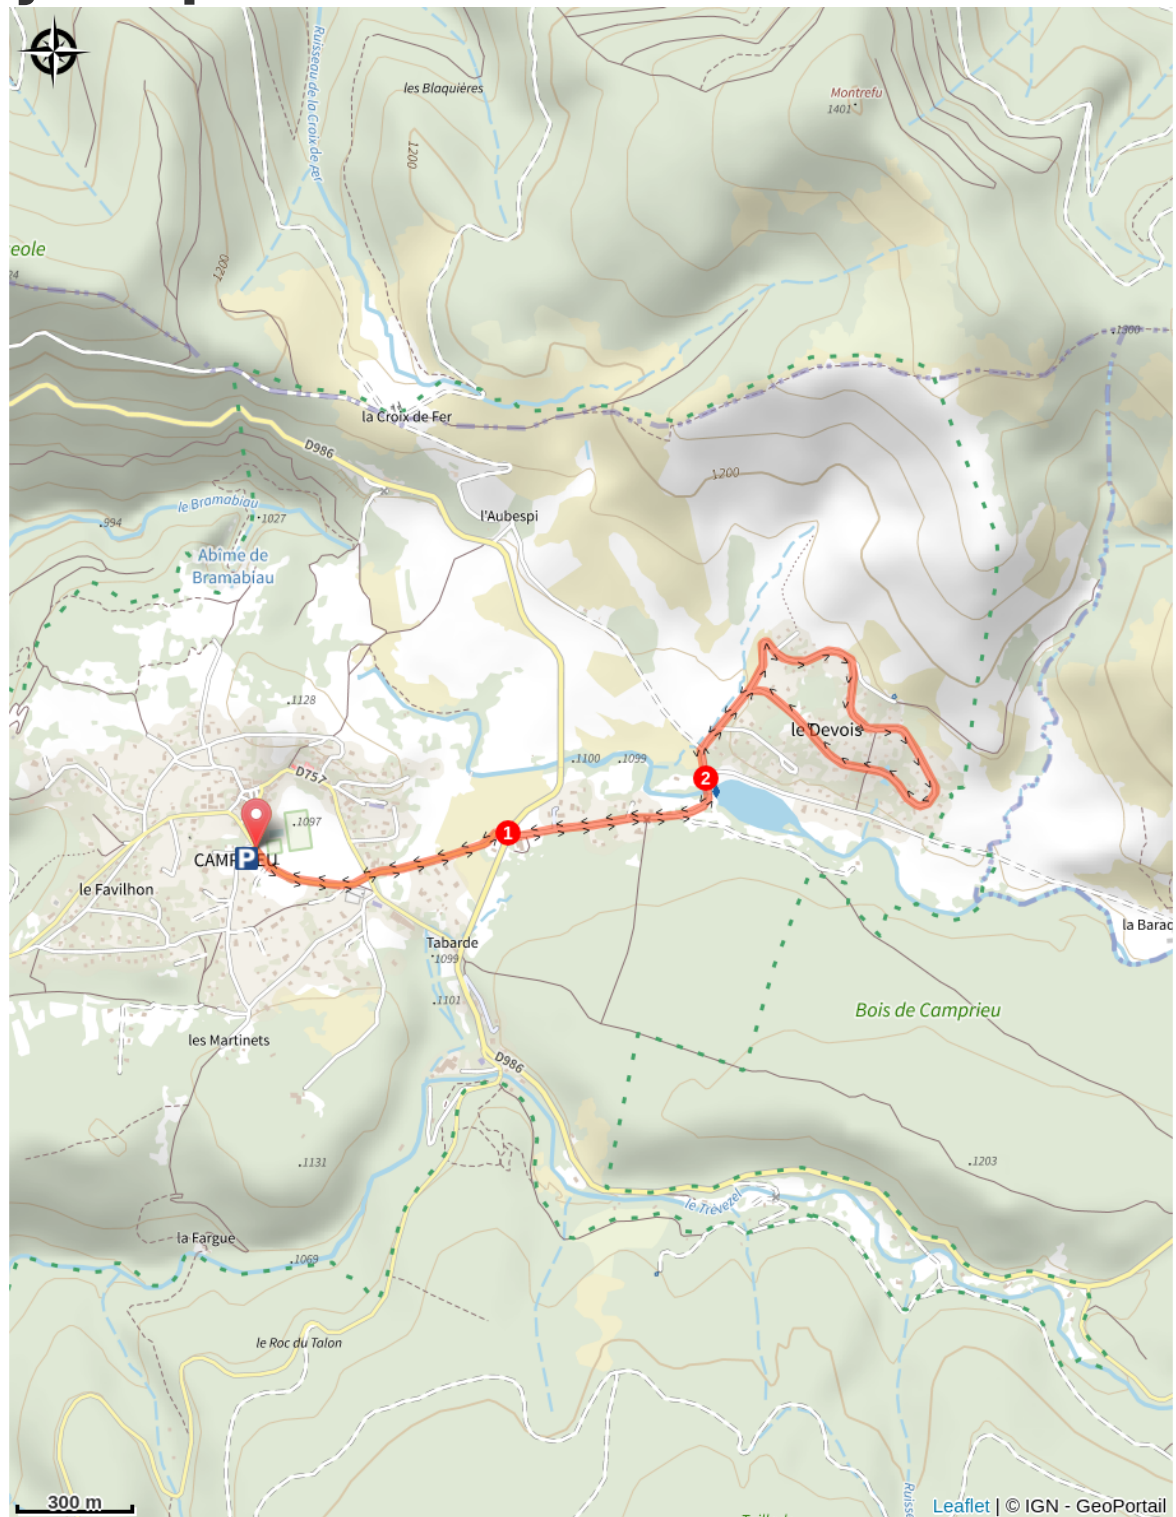 Ruisseau de la Croix de Fer
les Blaquières
Montrefu
1401
1200
eole
1200
24
1300
la Croix de Fer
D986
1200
le Bramabiau
994
1027
l'Aubespi
Abîme de
Bramabiau
1128
le Devois
1100
1099
D757
2
1097
1
P
le Favilhon
la Barac
Tabarde
1099
1101
Bois de Camprieu
les Martinets
D986
1131
1203
le Trévezel
la Fargue
1069
le Roc du Talon
Ruisse
300 m
Leaflet | © IGN - GeoPortail